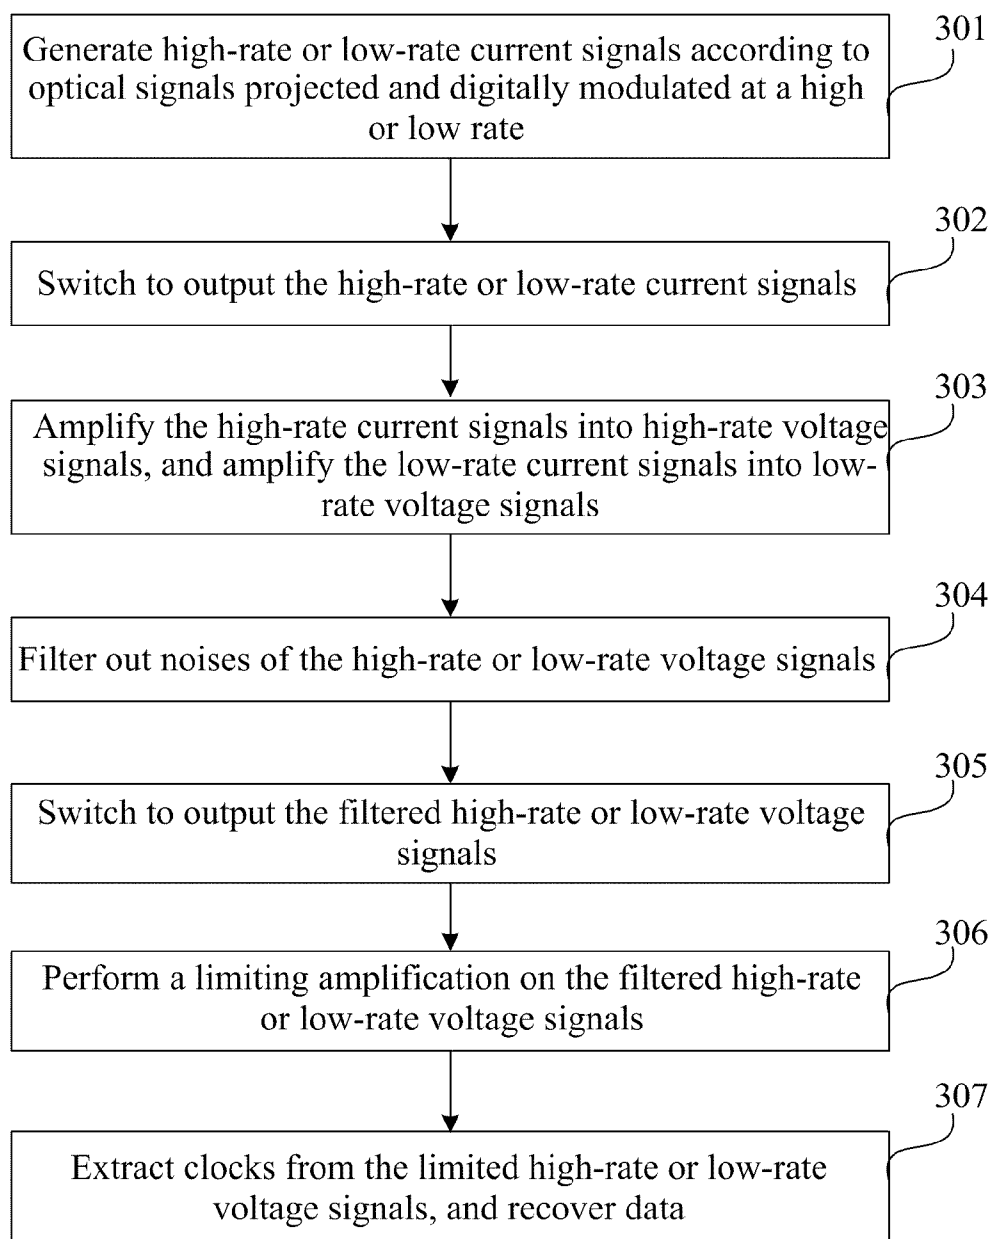 301
Generate high-rate or low-rate current signals according to
optical signals projected and digitally modulated at a high
or low rate
302
Switch to output the high-rate or low-rate current signals
303
Amplify the high-rate current signals into high-rate voltage
signals, and amplify the low-rate current signals into low-
rate voltage signals
304
Filter out noises of the high-rate or low-rate voltage signals
305
Switch to output the filtered high-rate or low-rate voltage
signals
306
Perform a limiting amplification on the filtered high-rate
or low-rate voltage signals
307
Extract clocks from the limited high-rate or low-rate
voltage signals, and recover data